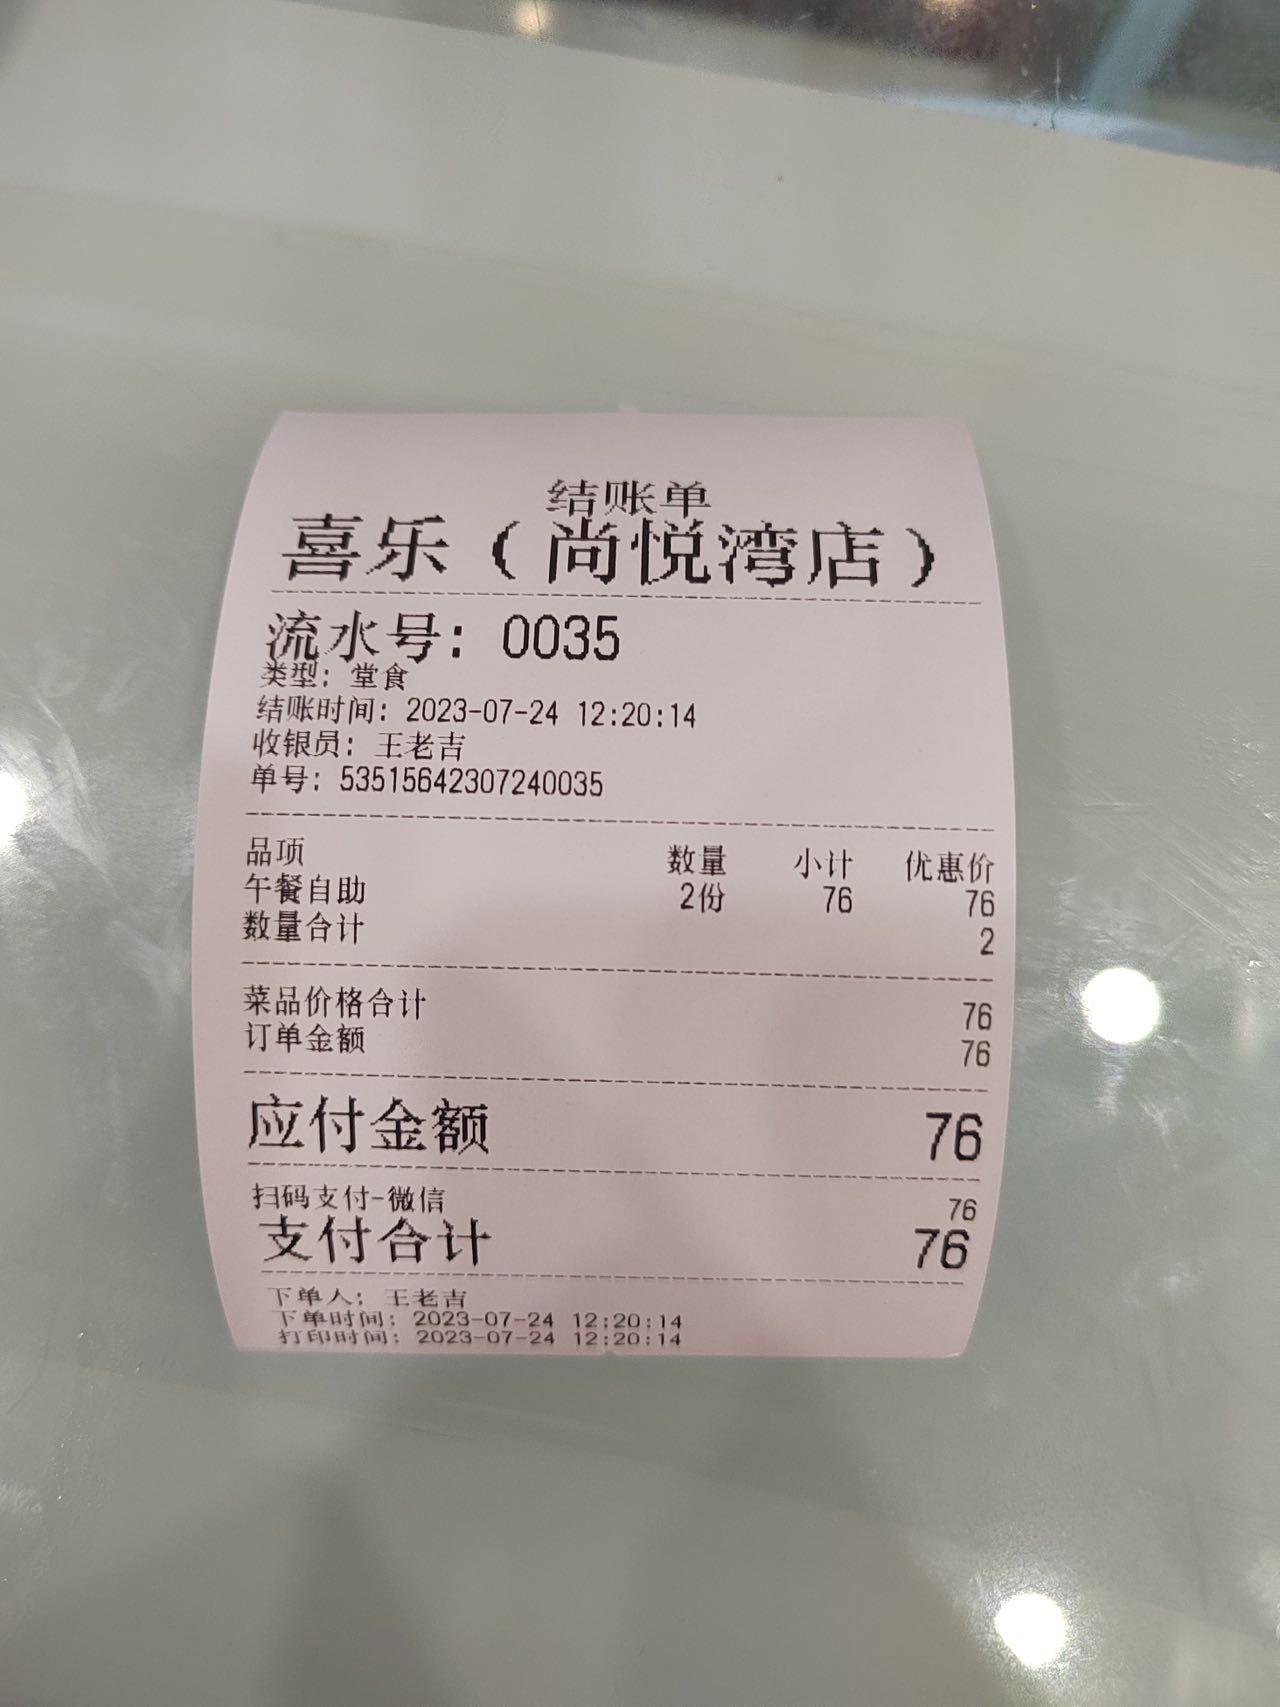 结账单
喜乐（尚悦湾店）
流水号：0035
类型：堂食
结账时间：2023-07-24 12:20:14
收银员：王老吉
单号：53515642307240035
品项 数量 小计 优惠价
午餐自助 2份 76 76
数量合计 2
菜品价格合计 76
订单金额 76
应付金额 76
扫码支付-微信 76
支付合计 76
下单人：王老吉
下单时间：2023-07-24 12:20:14
打印时间：2023-07-24 12:20:14